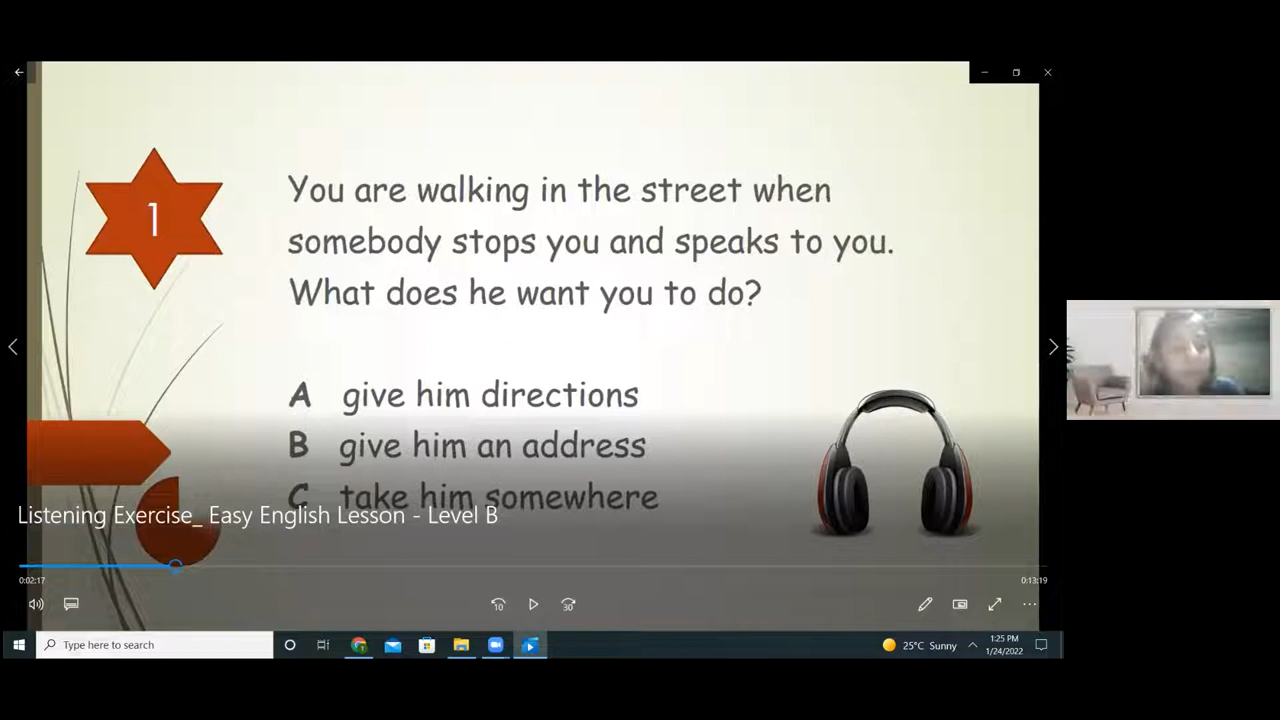 1
You are walking in the street when
somebody stops you and speaks to you.
What does he want you to do?
A give him directions
B give him an address
C take him somewhere
Listening Exercise_ Easy English Lesson - Level B
0:02:17
0:13:19
10
30
Type here to search
25°C Sunny
1:25 PM
1/24/2022